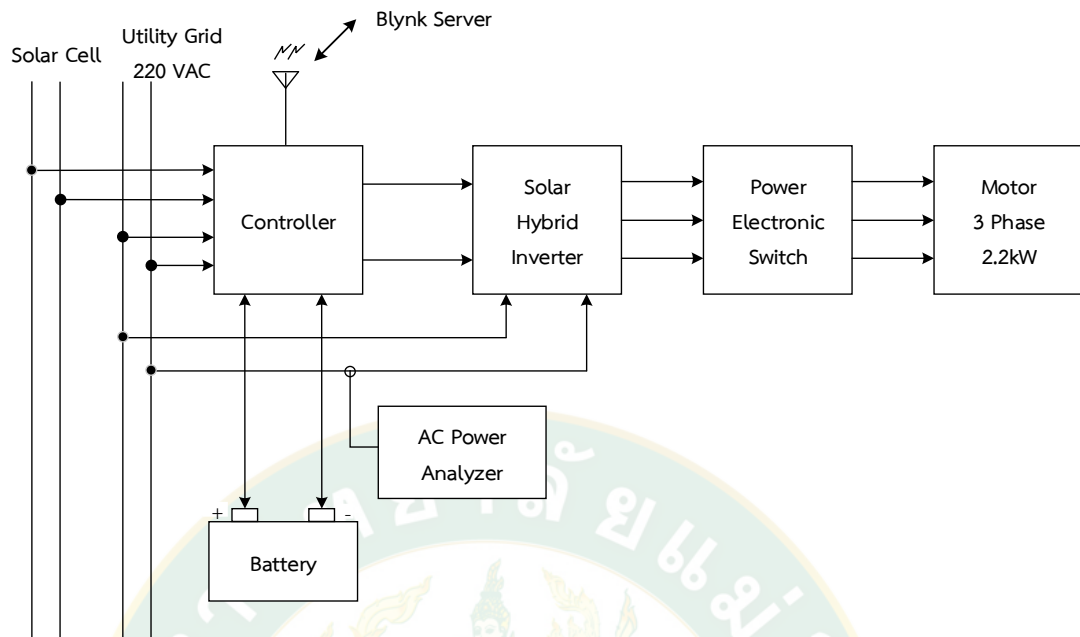 Blynk Server
Utility Grid
220 VAC
Solar Cell
Controller
Solar
Hybrid
Inverter
Power
Electronic
Switch
Motor
3 Phase
2.2kW
AC Power
Analyzer
+
-
Battery